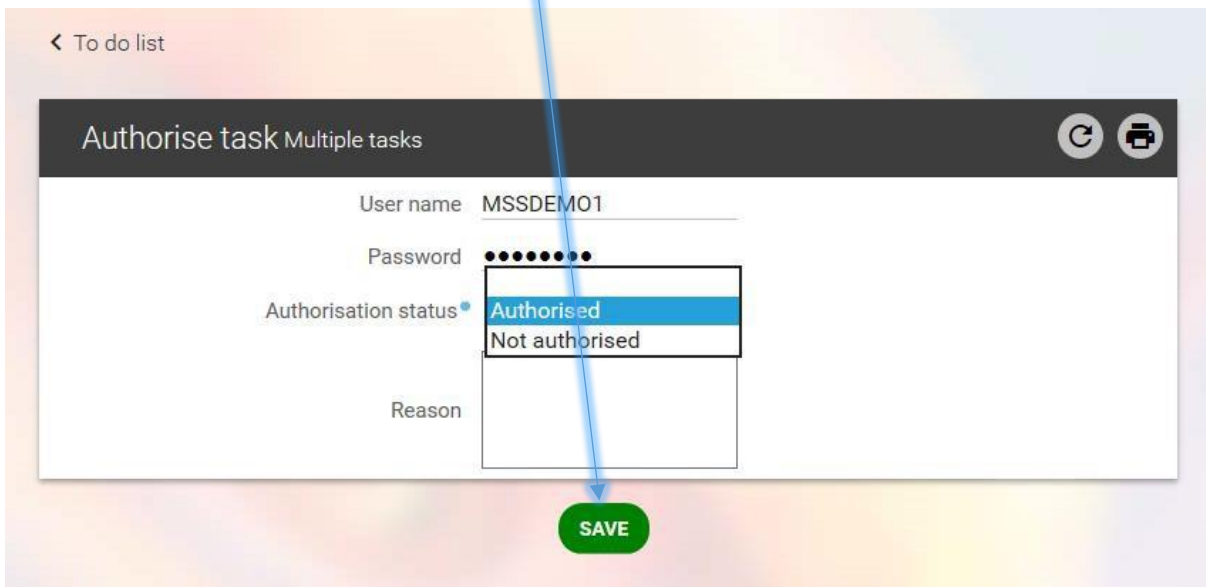 To do list
Authorise task Multiple tasks
User name MSSDEMO1
Password ••••••••
Authorisation status Authorised
Not authorised
Reason
SAVE